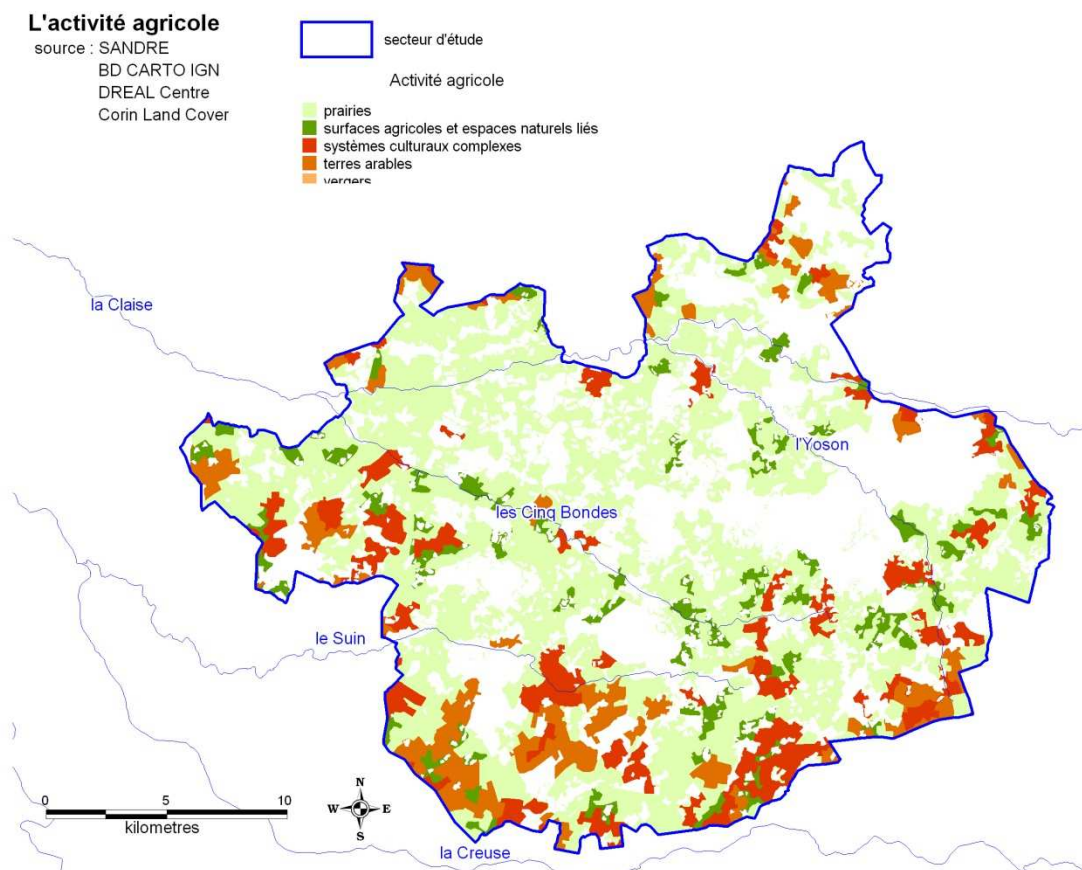 L'activité agricole
source : SANDRE
BD CARTO IGN
DREAL Centre
Corin Land Cover
secteur d'étude
Activité agricole
prairies
surfaces agricoles et espaces naturels liés
systèmes culturaux complexes
terres arables
vergers
la Claise
l'Yoson
les Cinq Bondes
le Suin
la Creuse
0 5 10
kilometres
N
W E
S